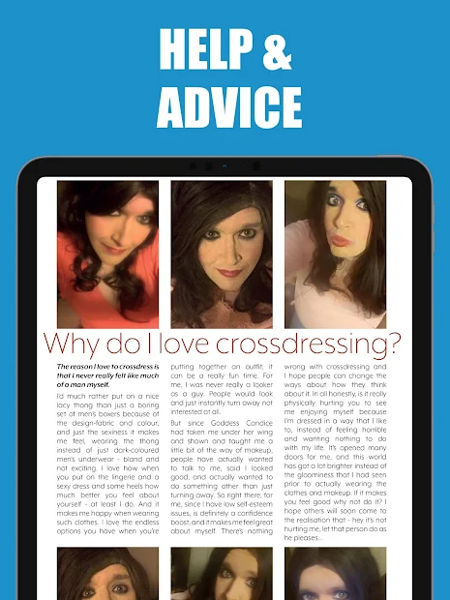 HELP &
ADVICE
Why do I love crossdressing?
The reason I love to crossdress is
that I never really felt like much
of a man myself.
I'd much rather put on a nice
lacy thang than just a boring
set of men's boxers because of
the design-fabric and colour,
and just the sexiness it makes
me feel, wearing the thong
instead of just dark-coloured
men's underwear - bland and
not exciting. I love how when
you put on the lingerie and a
sexy dress and some heels how
much better you feel about
yourself - at least I do. And it
makes me happy when wearing
such clothes. I love the endless
options you have when you're
putting together an outfit; it
can be a really fun time. For
me, I was never really a looker
as a guy. People would look
and just instantly turn away not
interested at all.
But since Goddess Candice
had taken me under her wing
and shown and taught me a
little bit of the way of makeup,
people have actually wanted
to talk to me, said I looked
good, and actually wanted to
do something other than just
turning away. So right there, for
me, since I have low self-esteem
issues, is definitely a confidence
boost, and it makes me feel great
about myself. There's nothing
wrong with crossdressing and
I hope people can change the
ways about how they think
about it. In all honesty, is it really
physically hurting you to see
me enjoying myself because
I'm dressed in a way that I like
to, instead of feeling horrible
and wanting nothing to do
with my life. It's opened many
doors for me, and this world
has got a lot brighter instead of
the gloominess that I had seen
prior to actually wearing the
clothes and makeup. If it makes
you feel good why not do it? I
hope others will soon come to
the realisation that - hey it's not
hurting me, let that person do as
he pleases...